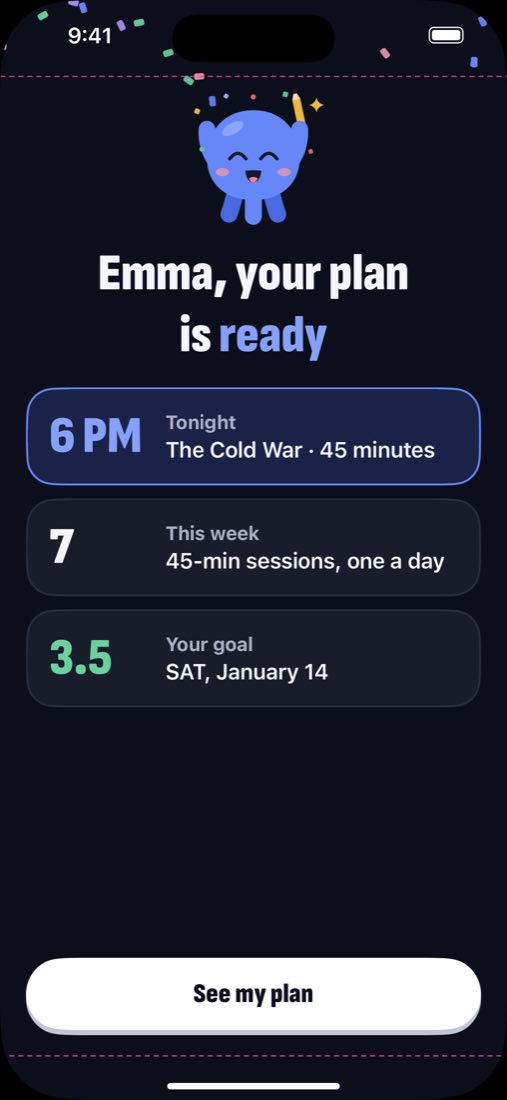 9:41
Emma, your plan
is ready
6 PM
Tonight
The Cold War · 45 minutes
7
This week
45-min sessions, one a day
3.5
Your goal
SAT, January 14
See my plan